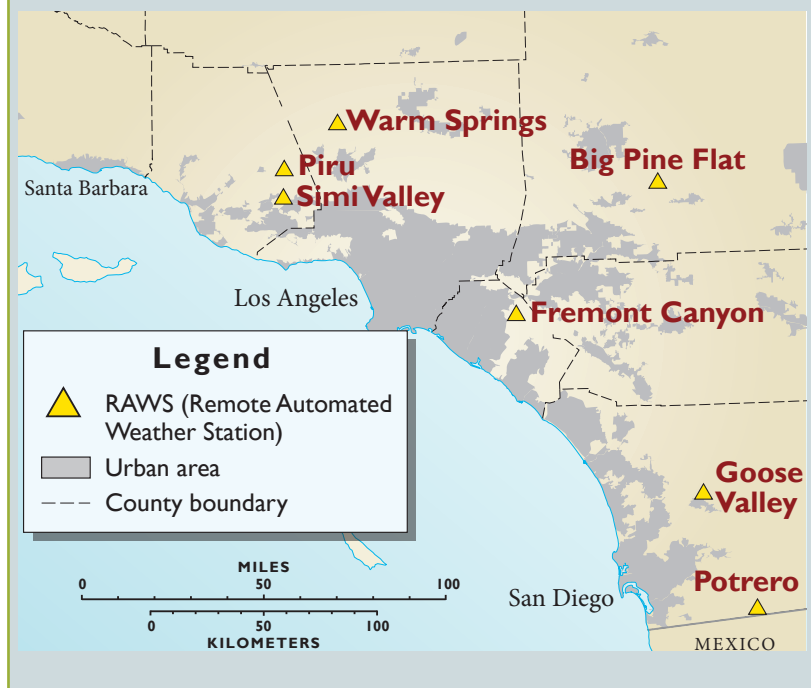 Warm Springs
Big Pine Flat
Piru
Santa Barbara
Simi Valley
Los Angeles
Fremont Canyon
Legend
RAWS (Remote Automated
Weather Station)
Urban area
County boundary
Goose
Valley
MILES
0 50 100
Potrero
San Diego
0 50 100
KILOMETERS
MEXICO